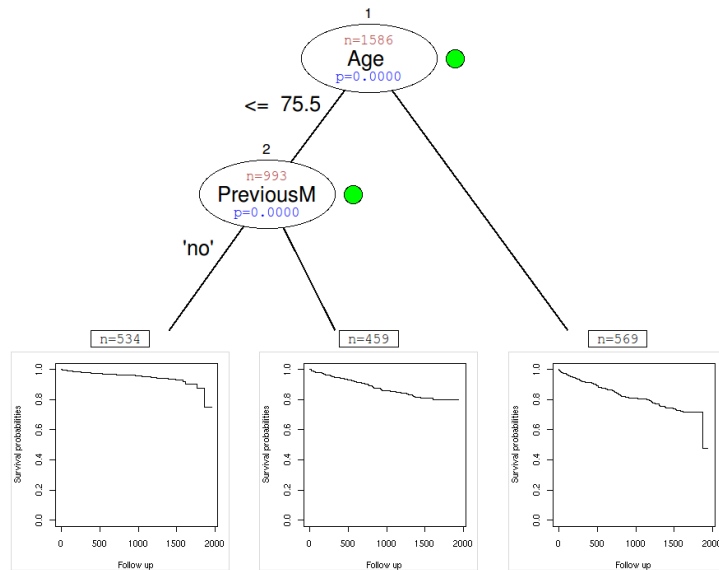 1
n=1586
Age
p=0.0000
<= 75.5
2
n=993
PreviousM
p=0.0000
'no'
n=534
n=459
n=569
Survival probabilities
0.0 0.2 0.4 0.6 0.8 1.0
0 500 1000 1500 2000
Follow up
Survival probabilities
0.0 0.2 0.4 0.6 0.8 1.0
0 500 1000 1500 2000
Follow up
Survival probabilities
0.0 0.2 0.4 0.6 0.8 1.0
0 500 1000 1500 2000
Follow up